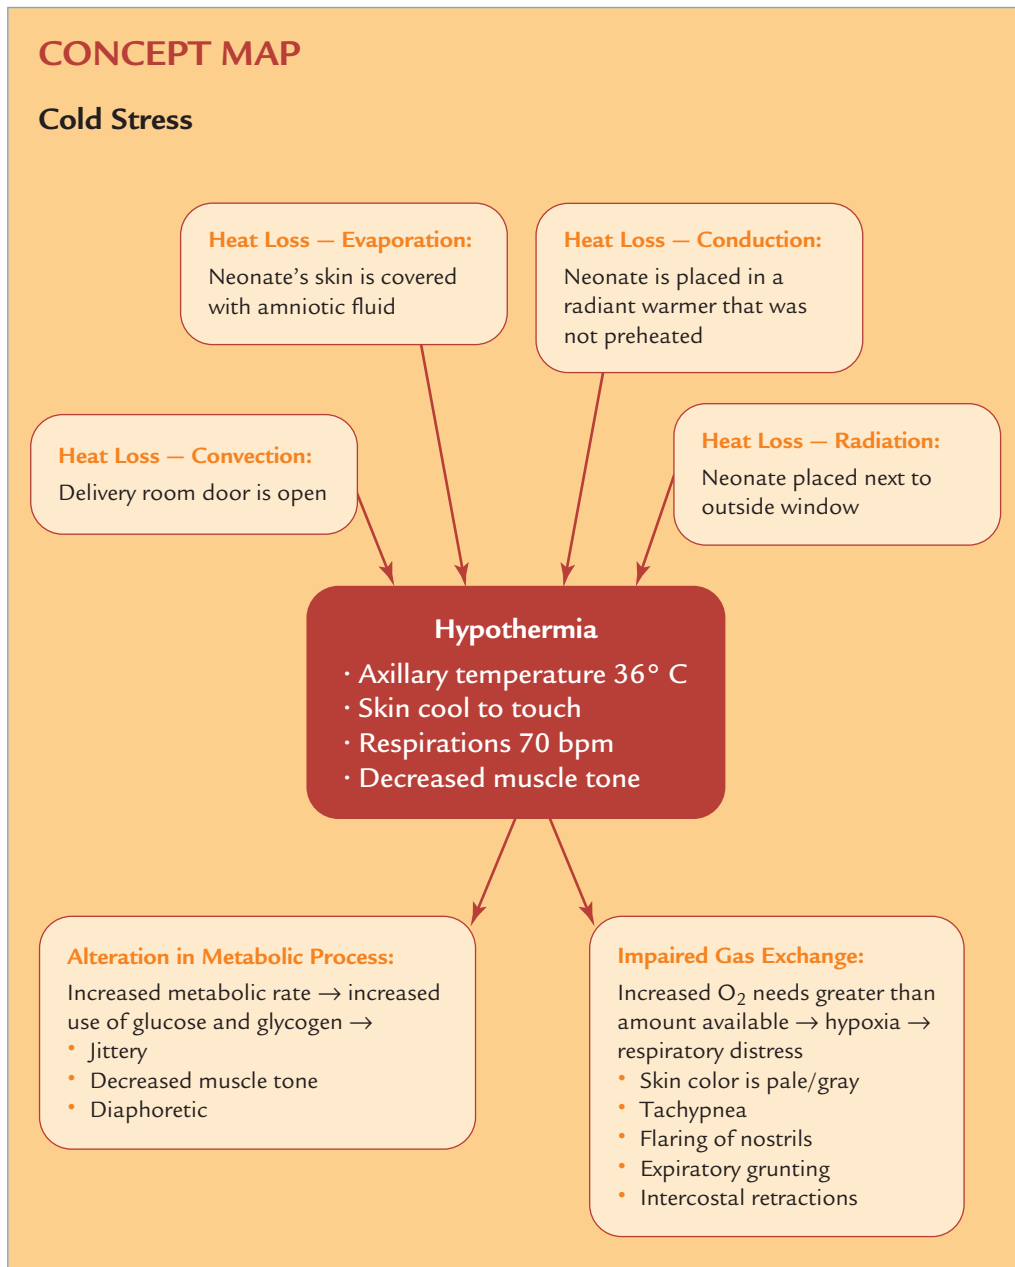 CONCEPT MAP
Cold Stress
Heat Loss — Evaporation:
Neonate's skin is covered
with amniotic fluid
Heat Loss — Conduction:
Neonate is placed in a
radiant warmer that was
not preheated
Heat Loss — Convection:
Delivery room door is open
Heat Loss — Radiation:
Neonate placed next to
outside window
Hypothermia
· Axillary temperature 36° C
· Skin cool to touch
· Respirations 70 bpm
· Decreased muscle tone
Alteration in Metabolic Process:
Increased metabolic rate → increased
use of glucose and glycogen →
• Jittery
• Decreased muscle tone
• Diaphoretic
Impaired Gas Exchange:
Increased O₂ needs greater than
amount available → hypoxia →
respiratory distress
• Skin color is pale/gray
• Tachypnea
• Flaring of nostrils
• Expiratory grunting
• Intercostal retractions